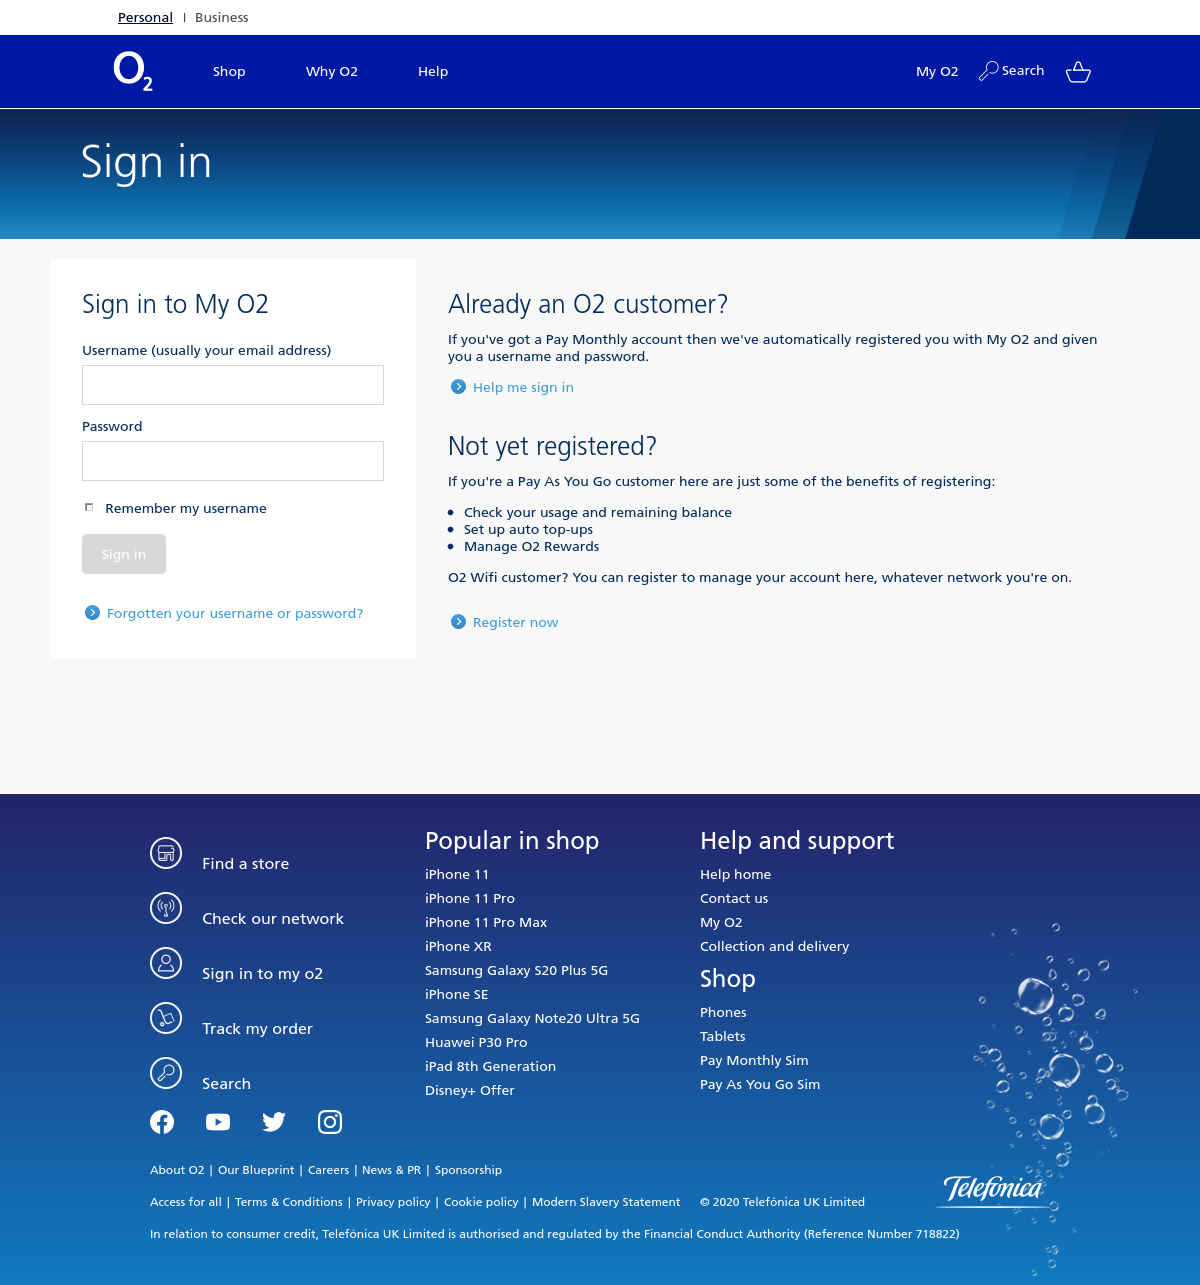 Personal | Business
O2 Shop Why O2 Help My O2 Search
Sign in
Sign in to My O2
Username (usually your email address)
Password
Remember my username
Sign in
Forgotten your username or password?
Already an O2 customer?
If you've got a Pay Monthly account then we've automatically registered you with My O2 and given
you a username and password.
Help me sign in
Not yet registered?
If you're a Pay As You Go customer here are just some of the benefits of registering:
• Check your usage and remaining balance
• Set up auto top-ups
• Manage O2 Rewards
O2 Wifi customer? You can register to manage your account here, whatever network you're on.
Register now
Find a store
Check our network
Sign in to my o2
Track my order
Search
Popular in shop
iPhone 11
iPhone 11 Pro
iPhone 11 Pro Max
iPhone XR
Samsung Galaxy S20 Plus 5G
iPhone SE
Samsung Galaxy Note20 Ultra 5G
Huawei P30 Pro
iPad 8th Generation
Disney+ Offer
Help and support
Help home
Contact us
My O2
Collection and delivery
Shop
Phones
Tablets
Pay Monthly Sim
Pay As You Go Sim
About O2 | Our Blueprint | Careers | News & PR | Sponsorship
Access for all | Terms & Conditions | Privacy policy | Cookie policy | Modern Slavery Statement © 2020 Telefónica UK Limited
Telefónica
In relation to consumer credit, Telefónica UK Limited is authorised and regulated by the Financial Conduct Authority (Reference Number 718822)